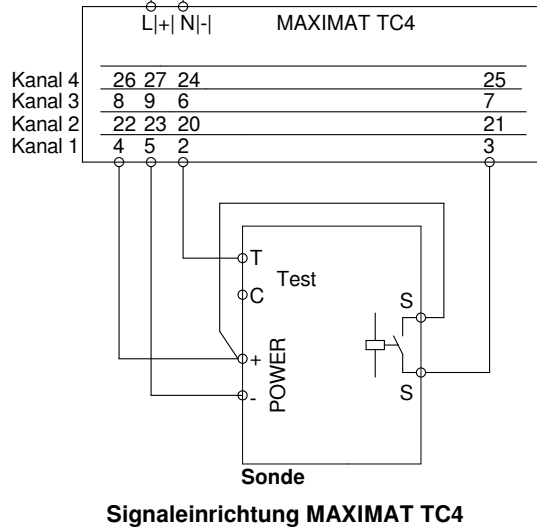 L|+| N|-| MAXIMAT TC4
Kanal 4 26 27 24 25
Kanal 3 8 9 6 7
Kanal 2 22 23 20 21
Kanal 1 4 5 2 3
T
Test
C
S
+
POWER
-
S
Sonde
Signaleinrichtung MAXIMAT TC4